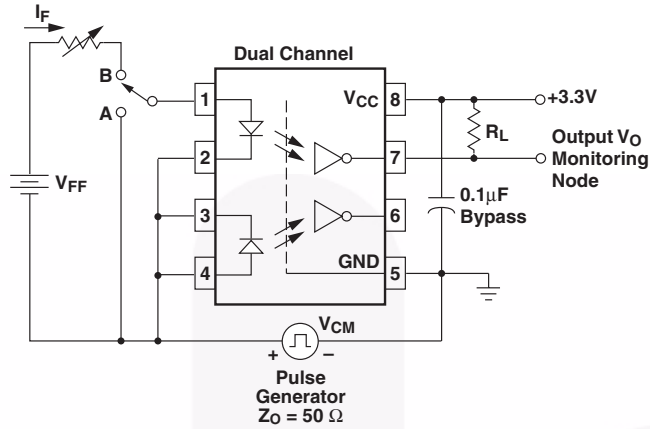 IF
Dual Channel
B
A
1
VCC
8
+3.3V
RL
2
7
Output VO
Monitoring
Node
VFF
3
6
0.1μF
Bypass
4
GND
5
VCM
+
–
Pulse
Generator
ZO = 50 Ω